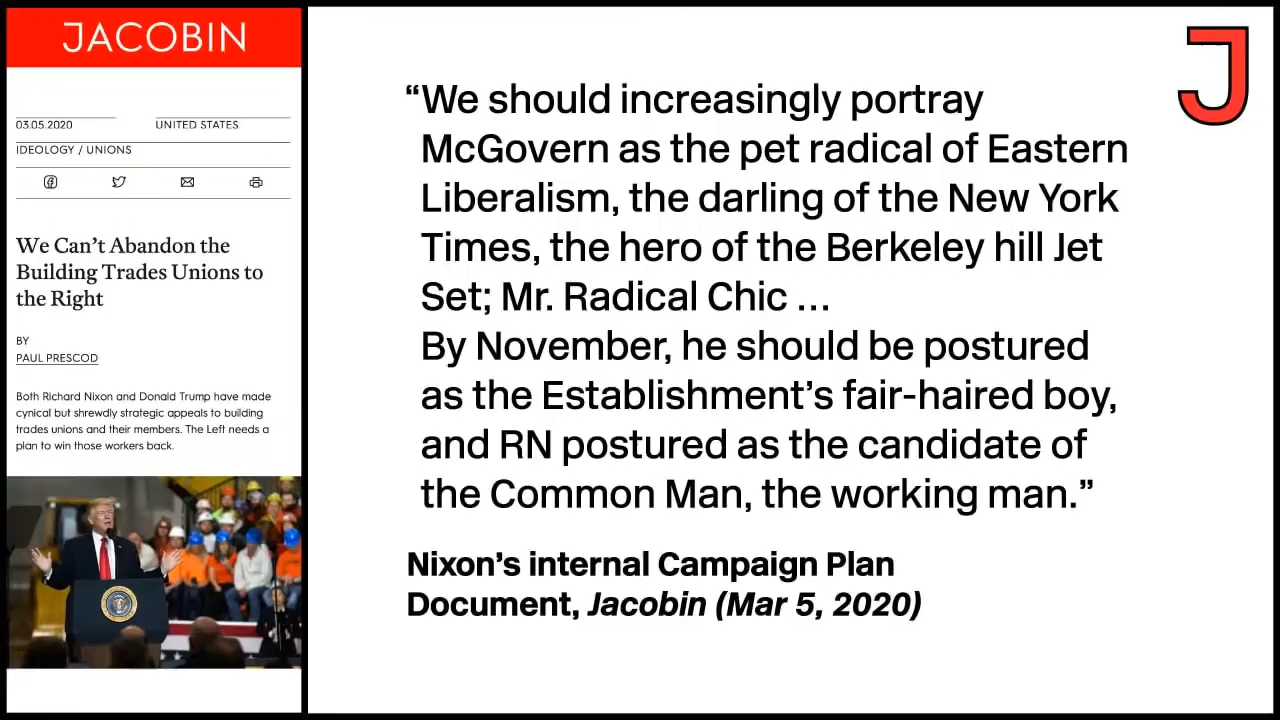 JACOBIN
03.05.2020 UNITED STATES
IDEOLOGY / UNIONS
We Can’t Abandon the
Building Trades Unions to
the Right
BY
PAUL PRESCOD
Both Richard Nixon and Donald Trump have made
cynical but shrewdly strategic appeals to building
trades unions and their members. The Left needs a
plan to win those workers back.
J
“We should increasingly portray
McGovern as the pet radical of Eastern
Liberalism, the darling of the New York
Times, the hero of the Berkeley hill Jet
Set; Mr. Radical Chic ...
By November, he should be postured
as the Establishment’s fair-haired boy,
and RN postured as the candidate of
the Common Man, the working man.”
Nixon’s internal Campaign Plan
Document, Jacobin (Mar 5, 2020)